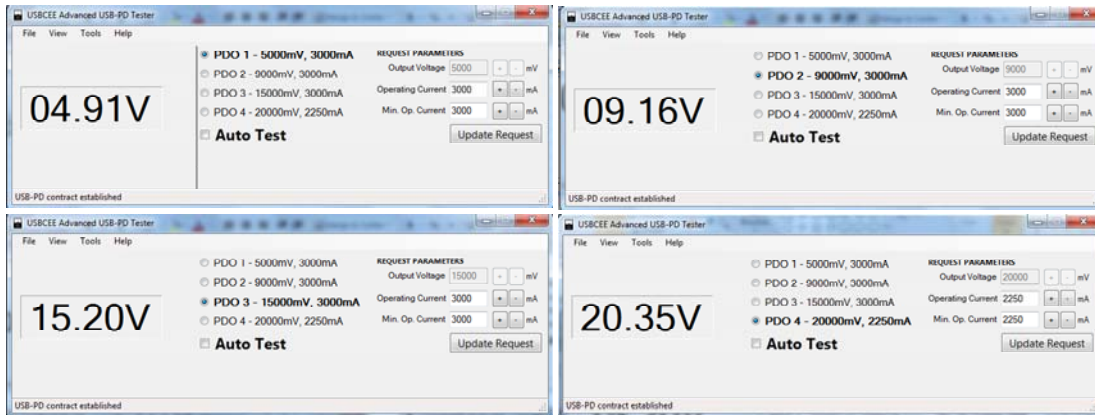 USBCEE Advanced USB-PD Tester
File View Tools Help
04.91V
PDO 1 - 5000mV, 3000mA
PDO 2 - 9000mV, 3000mA
PDO 3 - 15000mV, 3000mA
PDO 4 - 20000mV, 2250mA
Auto Test
REQUEST PARAMETERS
Output Voltage 5000 + - mV
Operating Current 3000 + - mA
Min. Op. Current 3000 + - mA
Update Request
USB-PD contract established
USBCEE Advanced USB-PD Tester
File View Tools Help
09.16V
PDO 1 - 5000mV, 3000mA
PDO 2 - 9000mV, 3000mA
PDO 3 - 15000mV, 3000mA
PDO 4 - 20000mV, 2250mA
Auto Test
REQUEST PARAMETERS
Output Voltage 9000 + - mV
Operating Current 3000 + - mA
Min. Op. Current 3000 + - mA
Update Request
USB-PD contract established
USBCEE Advanced USB-PD Tester
File View Tools Help
15.20V
PDO 1 - 5000mV, 3000mA
PDO 2 - 9000mV, 3000mA
PDO 3 - 15000mV, 3000mA
PDO 4 - 20000mV, 2250mA
Auto Test
REQUEST PARAMETERS
Output Voltage 15000 + - mV
Operating Current 3000 + - mA
Min. Op. Current 3000 + - mA
Update Request
USB-PD contract established
USBCEE Advanced USB-PD Tester
File View Tools Help
20.35V
PDO 1 - 5000mV, 3000mA
PDO 2 - 9000mV, 3000mA
PDO 3 - 15000mV, 3000mA
PDO 4 - 20000mV, 2250mA
Auto Test
REQUEST PARAMETERS
Output Voltage 20000 + - mV
Operating Current 2250 + - mA
Min. Op. Current 2250 + - mA
Update Request
USB-PD contract established